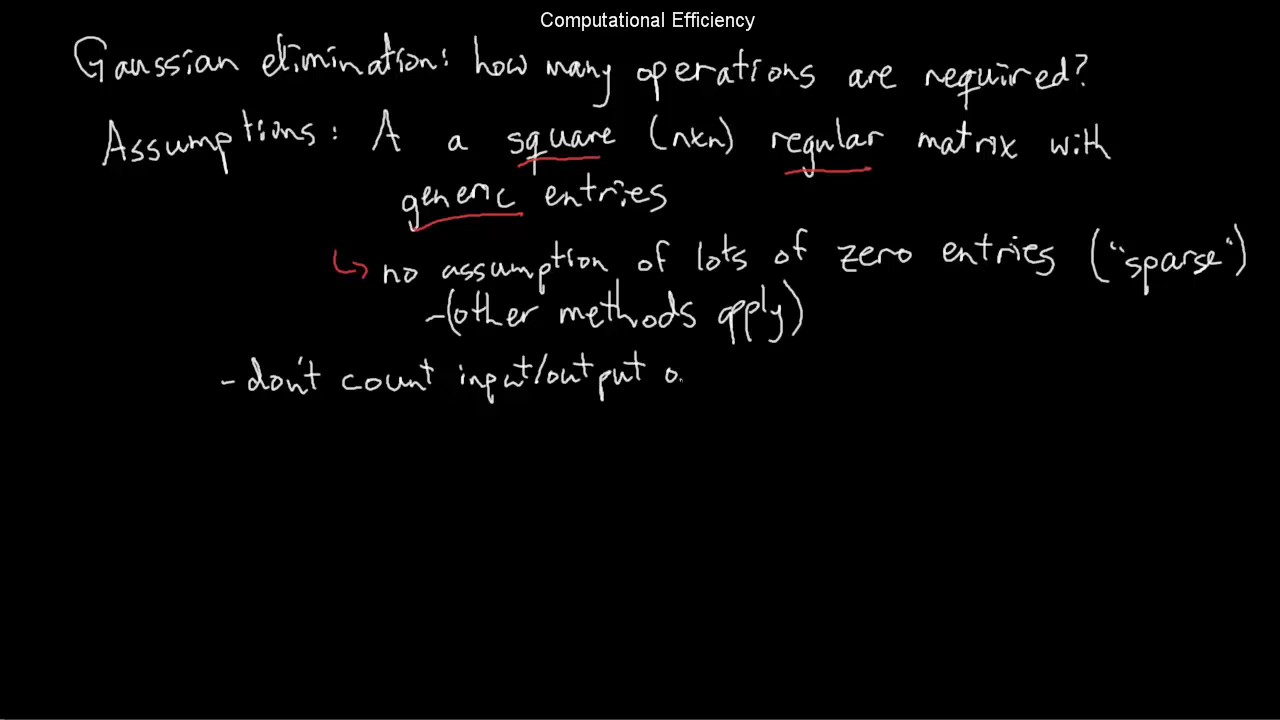 Computational Efficiency
Gaussian elimination: how many operations are required?
Assumptions: A a square (n×n) regular matrix with
generic entries
↳ no assumption of lots of zero entries ("sparse")
-(other methods apply)
- don't count input/output o